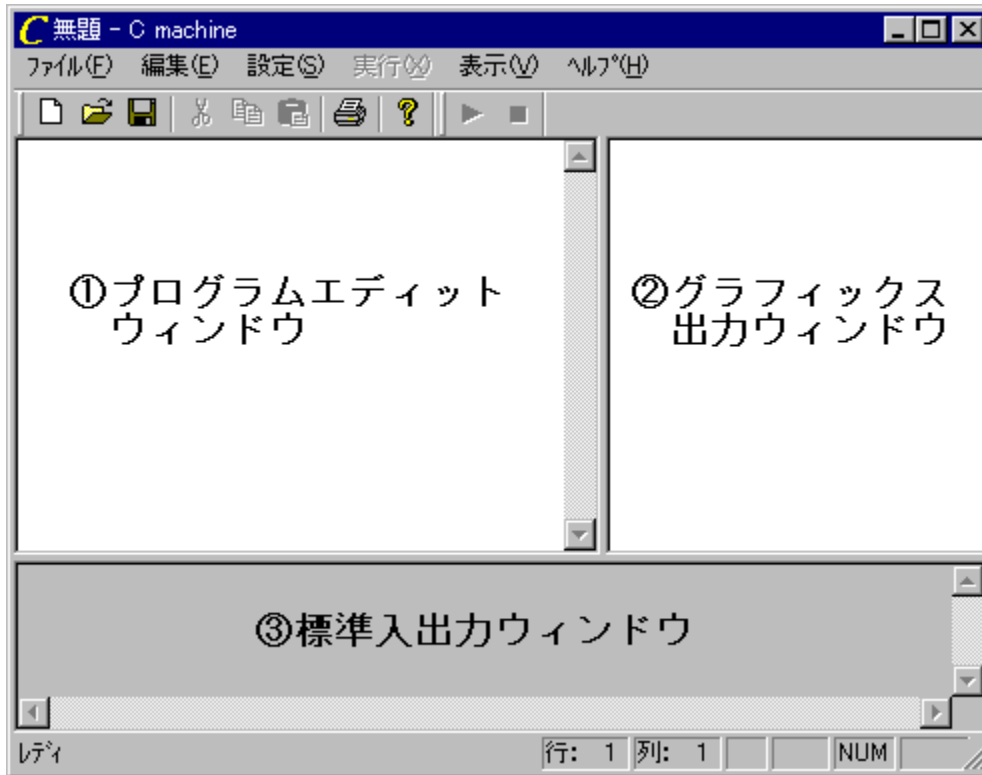 C 無題 - C machine
ﾌｧｲﾙ(F) 編集(E) 設定(S) 実行(X) 表示(V) ﾍﾙﾌﾟ(H)
①プログラムエディット
ウィンドウ
②グラフィックス
出力ウィンドウ
③標準入出力ウィンドウ
ﾚﾃﾞｨ 行: 1 列: 1 NUM